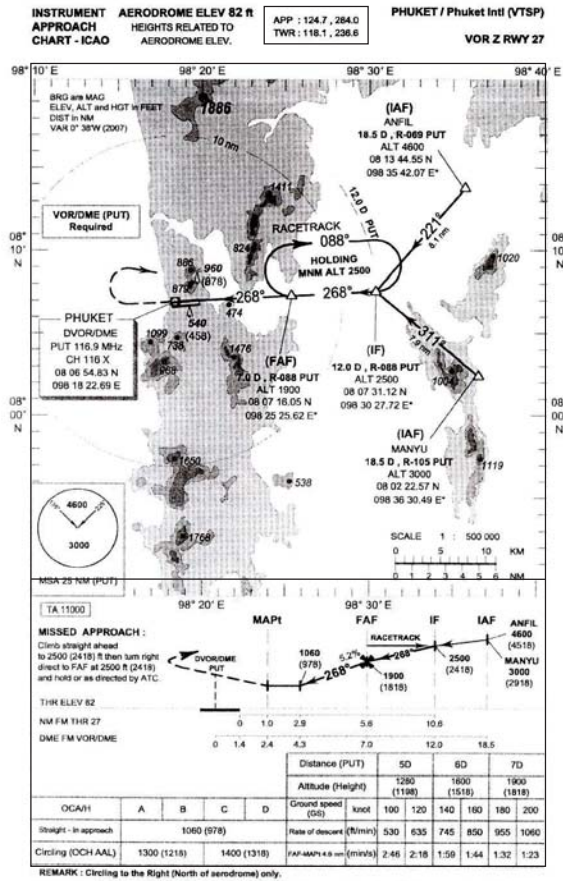 INSTRUMENT
APPROACH
CHART - ICAO
AERODROME ELEV 82 ft
HEIGHTS RELATED TO
AERODROME ELEV.
APP : 124.7 , 284.0
TWR : 118.1 , 236.6
PHUKET / Phuket Intl (VTSP)
VOR Z RWY 27
98° 10' E
98° 20' E
98° 30' E
98° 40' E
BRG are MAG
ELEV, ALT and HGT in FEET
DIST in NM
VAR 0° 38'W (2007)
1886
10 nm
(IAF)
ANFIL
18.5 D , R-069 PUT
ALT 4600
08 13 44.55 N
098 35 42.07 E*
VOR/DME (PUT)
Required
1411
12.0 D PUT
221°
8.1 nm
RACETRACK
088°
824
HOLDING
MNM ALT 2500
1020
08°
10'
N
08°
10'
N
886
960
(878)
879
268°
268°
474
540
(458)
311°
7.9 nm
PHUKET
DVOR/DME
PUT 116.9 MHz
CH 116 X
08 06 54.83 N
098 18 22.69 E
1099
738
968
1476
(FAF)
7.0 D , R-088 PUT
ALT 1900
08 07 16.05 N
098 25 25.62 E*
(IF)
12.0 D , R-088 PUT
ALT 2500
08 07 31.12 N
098 30 27.72 E*
1004
08°
00'
N
08°
00'
N
(IAF)
MANYU
18.5 D , R-105 PUT
ALT 3000
08 02 22.57 N
098 36 30.49 E*
1119
1650
538
1768
4600
3000
MSA 25 NM (PUT)
SCALE 1 : 500 000
0 5 10 KM
0 1 2 3 4 5 6 NM
98° 20' E
98° 30' E
TA 11000
MISSED APPROACH :
Climb straight ahead
to 2500 (2418) ft then turn right
direct to FAF at 2500 ft (2418)
and hold or as directed by ATC.
MAPt
FAF
IF
IAF
RACETRACK
ANFIL
4600
(4518)
DVOR/DME
PUT
1060
(978)
5.2%
268°
268°
1900
(1818)
2500
(2418)
MANYU
3000
(2918)
THR ELEV 82
NM FM THR 27 0 1.0 2.9 5.6 10.6
DME FM VOR/DME 0 1.4 2.4 4.3 7.0 12.0 18.5
Distance (PUT) 5D 6D 7D
Altitude (Height) 1280 (1198) 1600 (1518) 1900 (1818)
OCA/H A B C D Ground speed (GS) knot 100 120 140 160 180 200
Straight - in approach 1060 (978) Rate of descent (ft/min) 530 635 745 850 955 1060
Circling (OCH AAL) 1300 (1218) 1400 (1318) FAF-MAPt 4.6 nm (min/s) 2:46 2:18 1:59 1:44 1:32 1:23
REMARK : Circling to the Right (North of aerodrome) only.